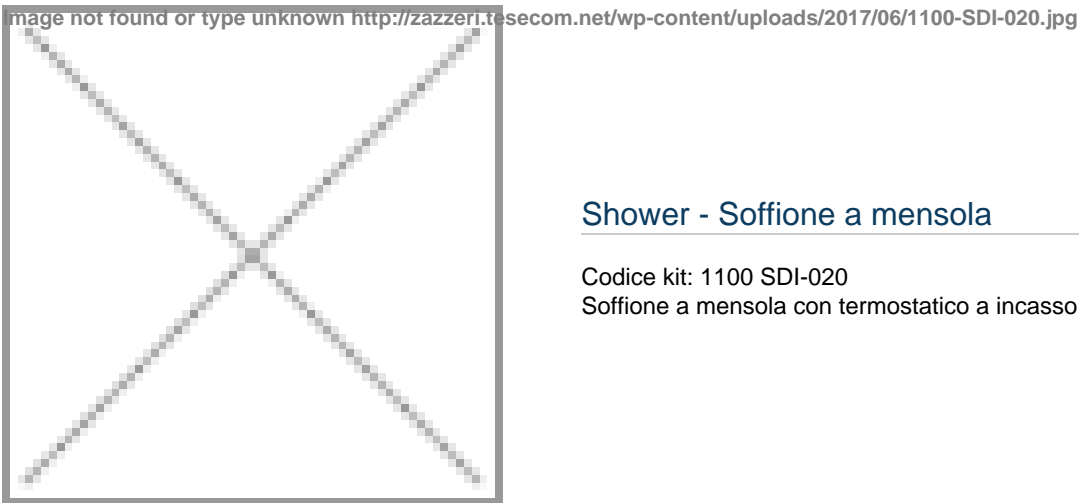 Image not found or type unknown http://zazzeri.tesecom.net/wp-content/uploads/2017/06/1100-SDI-020.jpg
Shower - Soffione a mensola
Codice kit: 1100 SDI-020
Soffione a mensola con termostatico a incasso